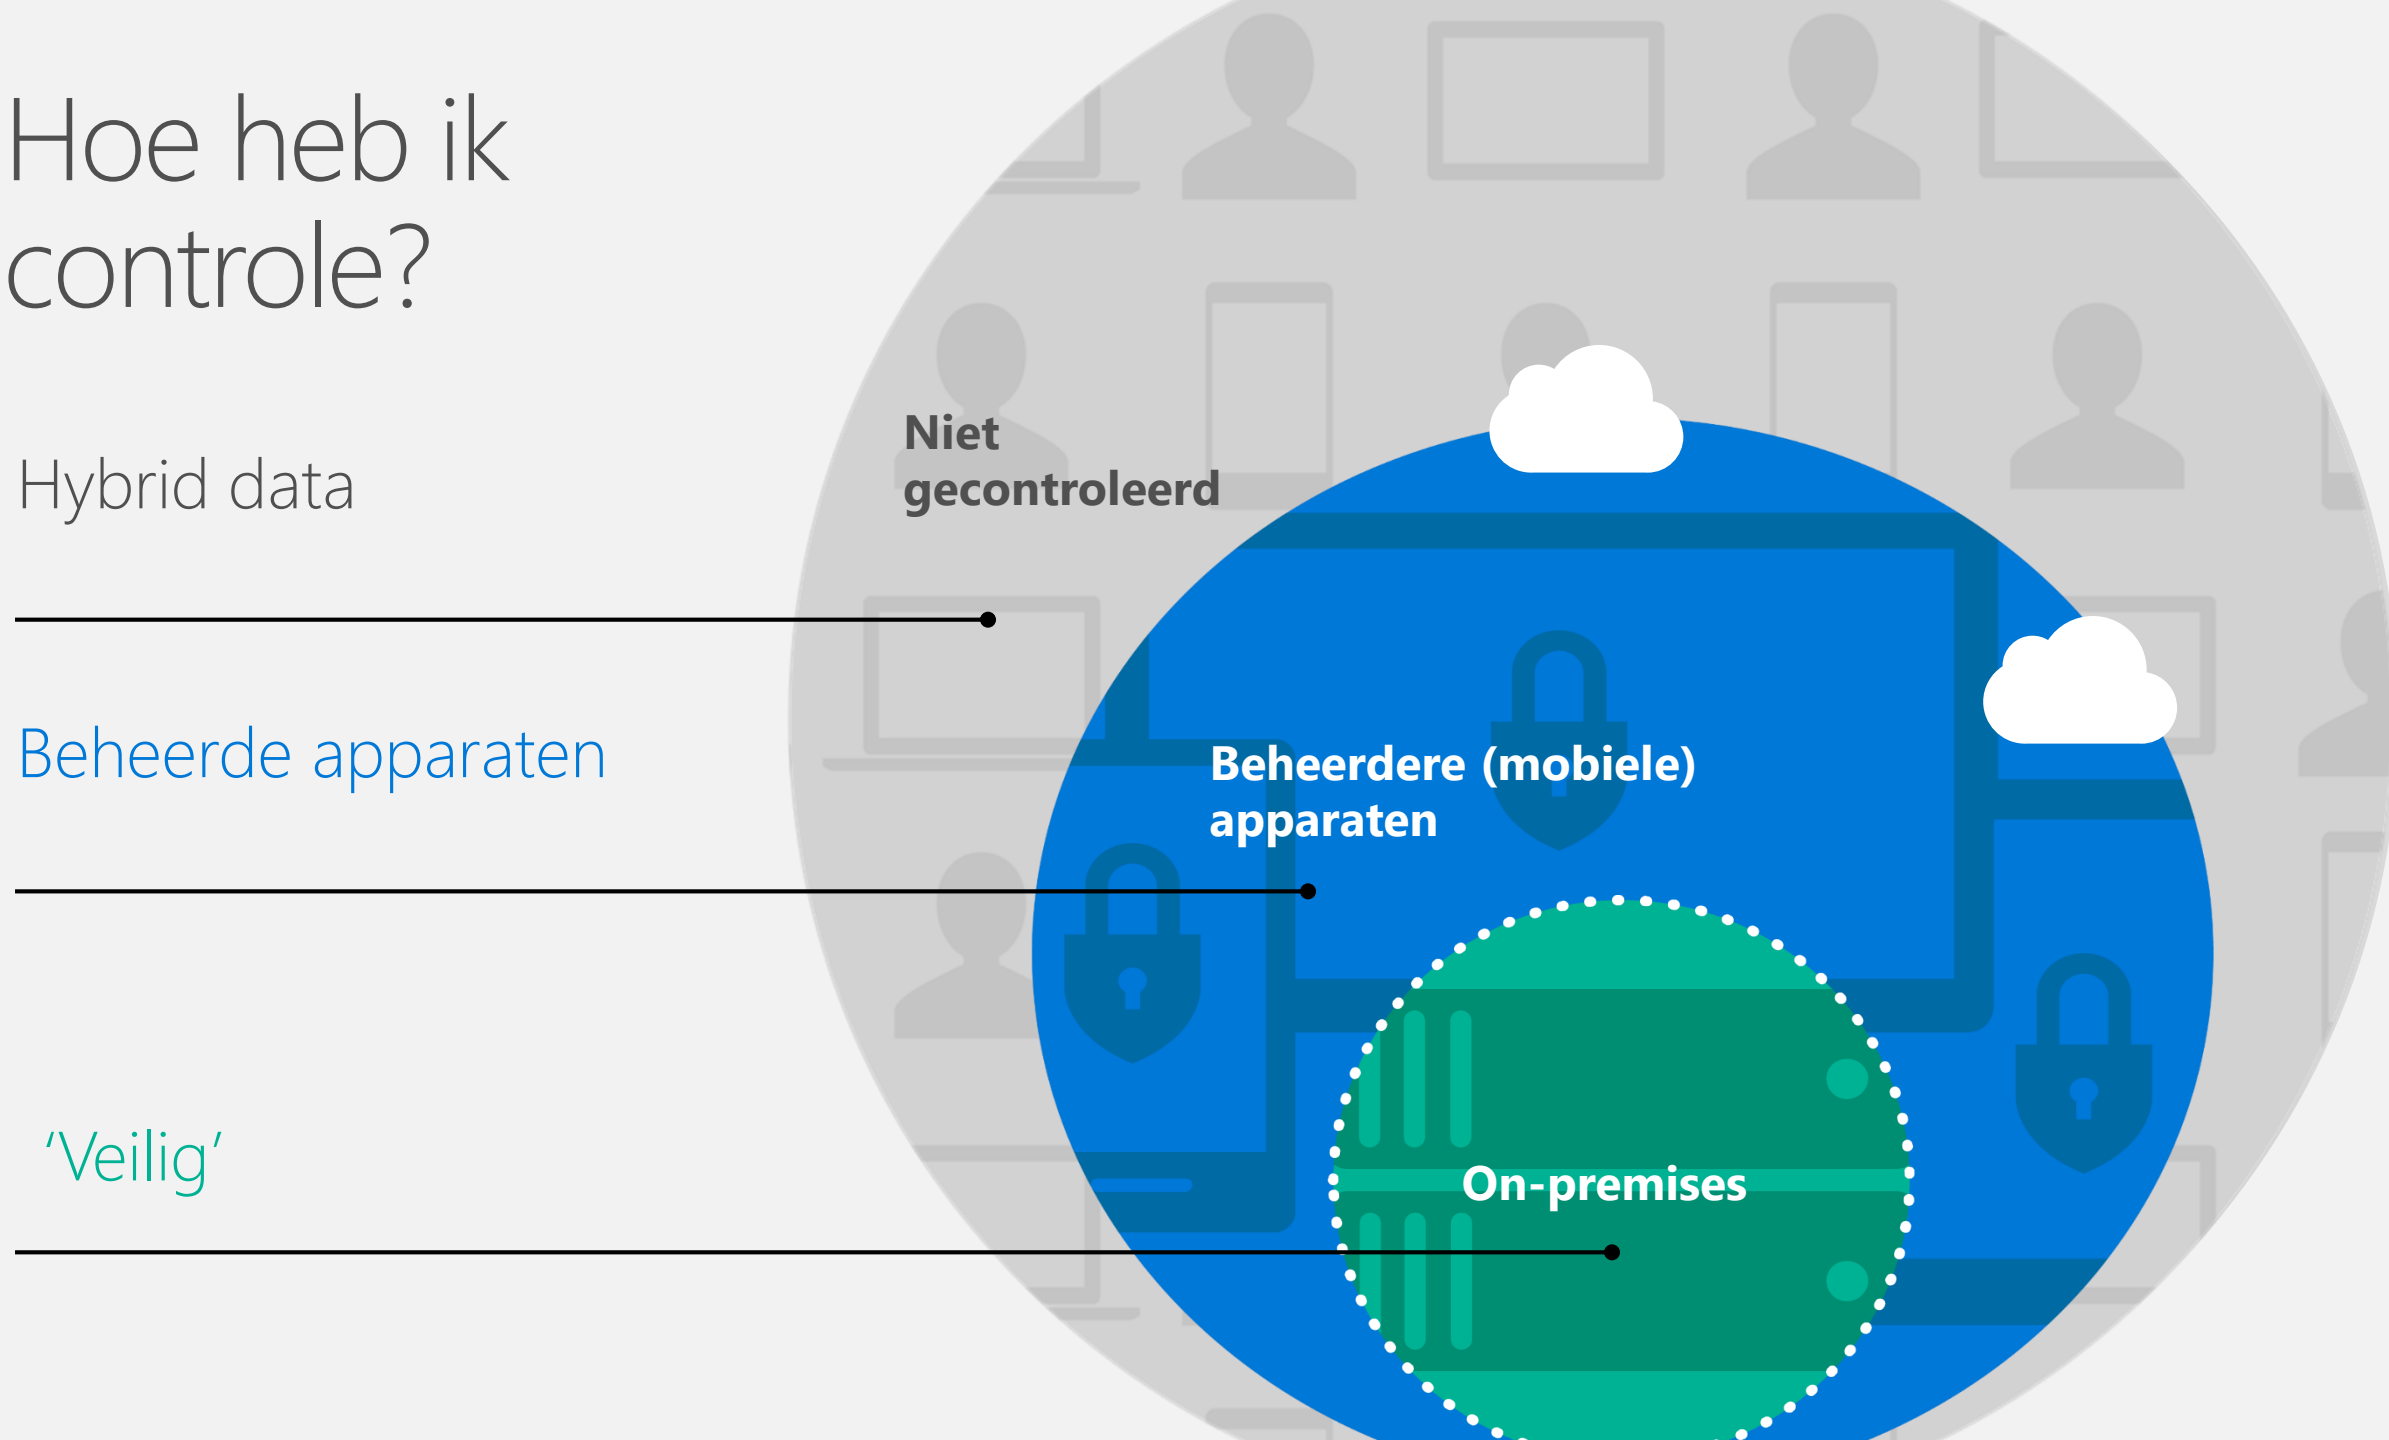 Hoe heb ik
controle?
Hybrid data
Niet
gecontroleerd
Beheerde apparaten
Beheerdere (mobiele)
apparaten
‘Veilig’
On-premises